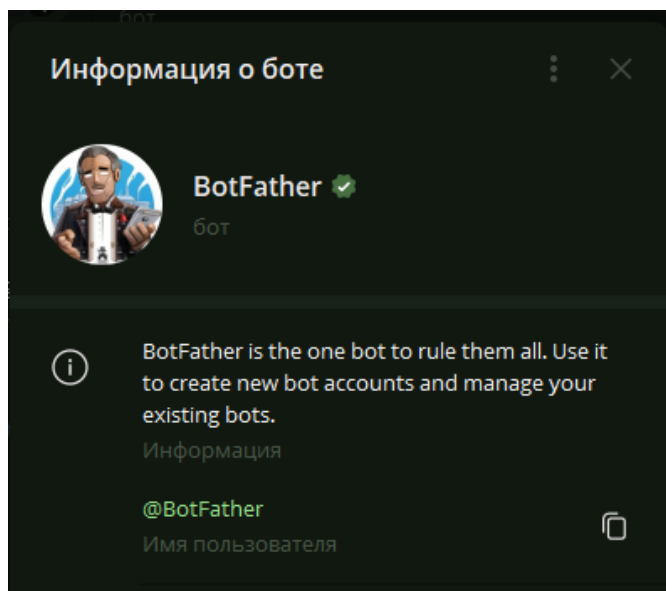 бот
Информация о боте
BotFather
бот
BotFather is the one bot to rule them all. Use it
to create new bot accounts and manage your
existing bots.
Информация
@BotFather
Имя пользователя